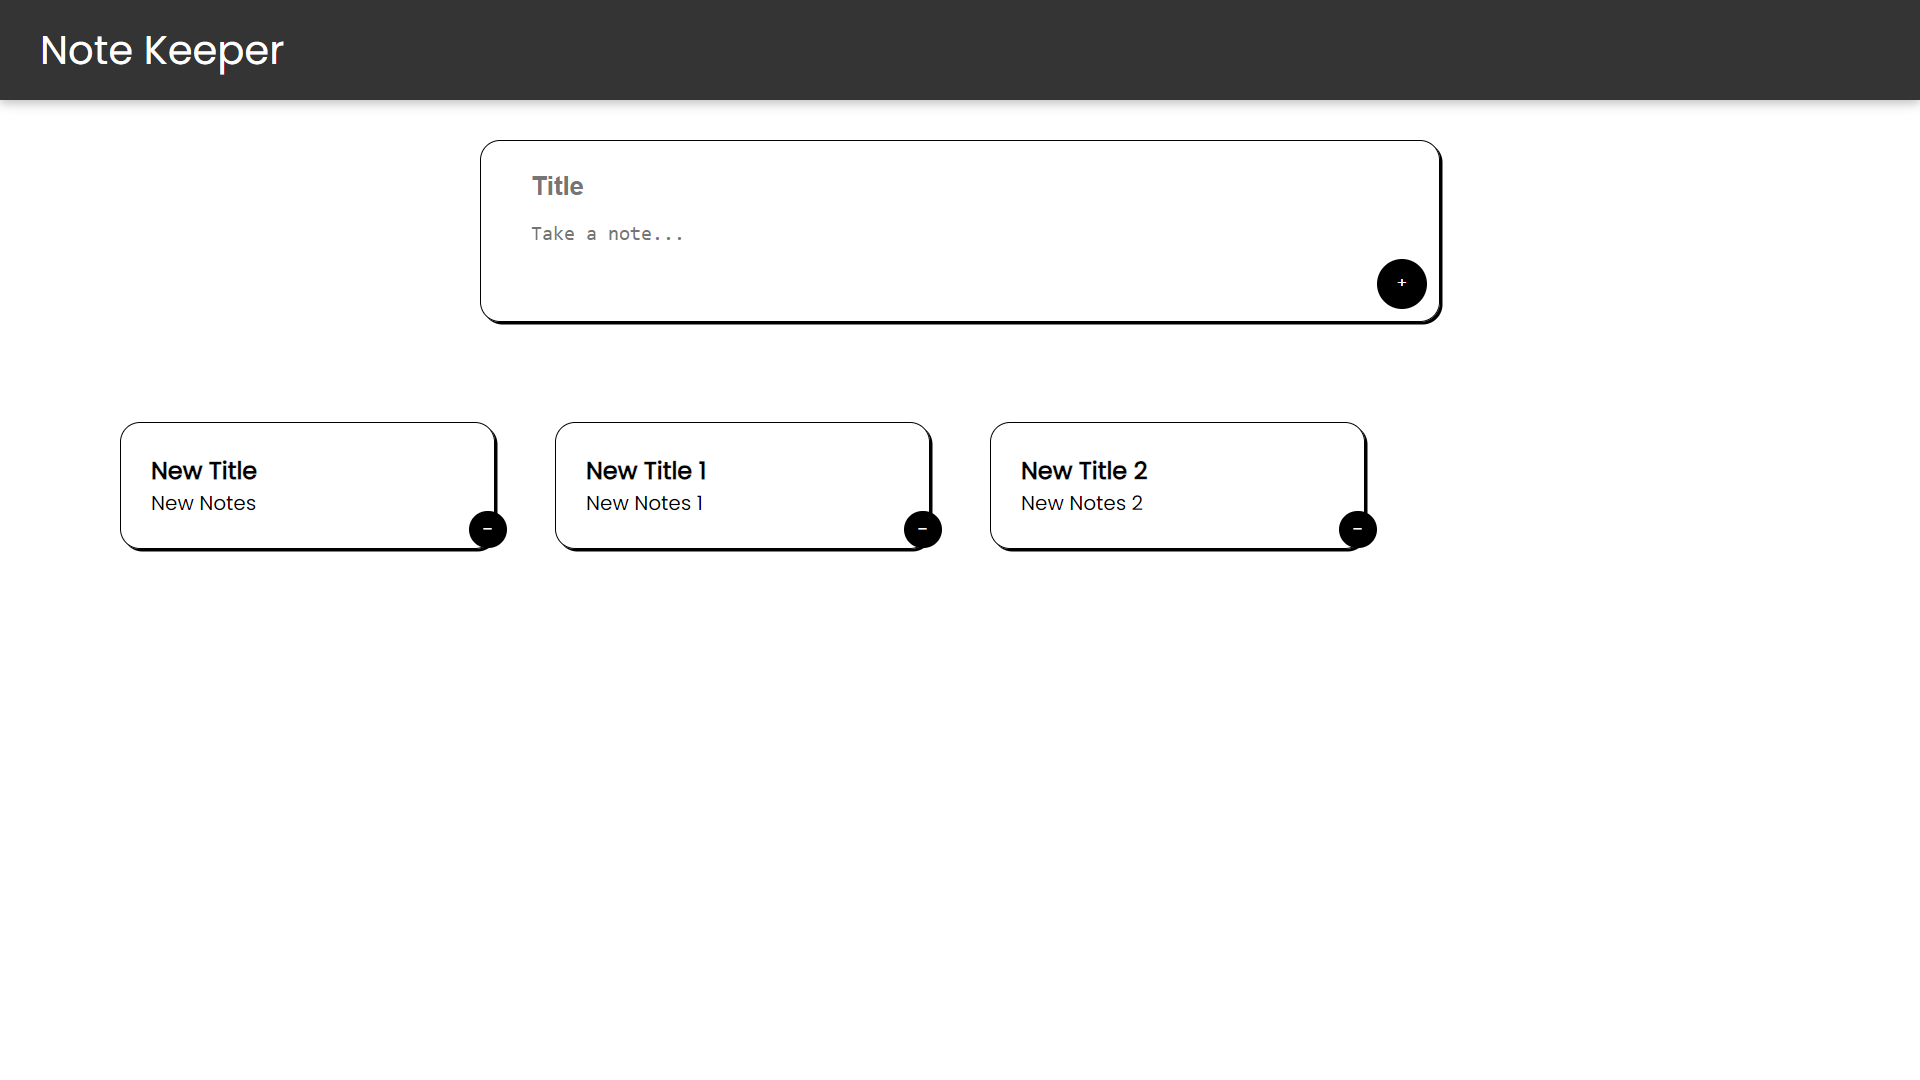 Note Keeper
Title
Take a note...
+
New Title
New Notes
-
New Title 1
New Notes 1
-
New Title 2
New Notes 2
-